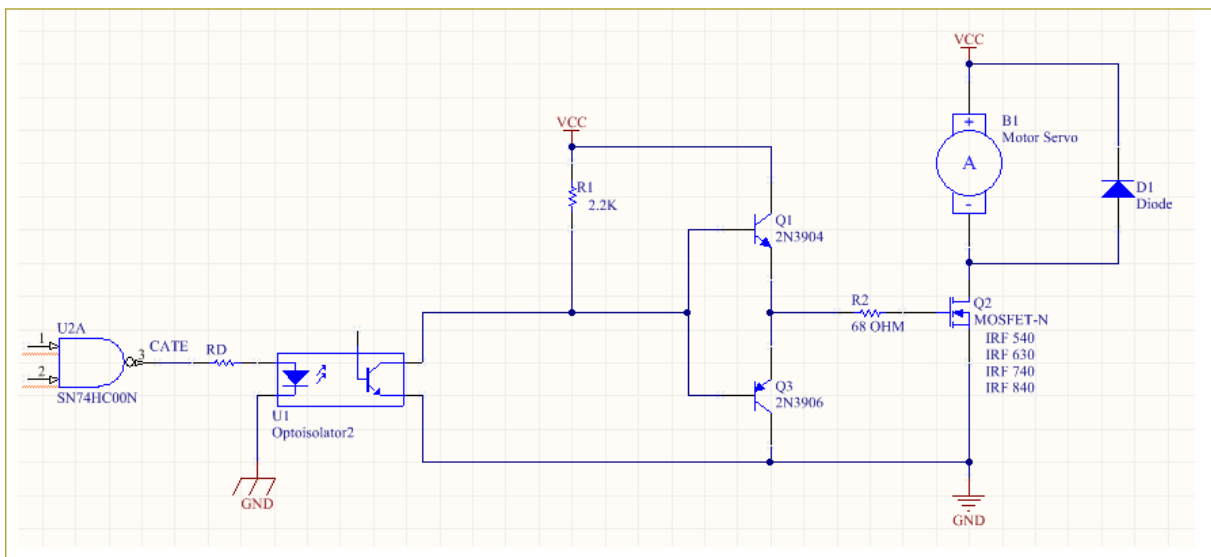 VCC
B1
Motor Servo
+
A
-
D1
Diode
VCC
R1
2.2K
Q1
2N3904
R2
68 OHM
Q2
MOSFET-N
IRF 540
IRF 630
IRF 740
IRF 840
U2A
1
2
3
CATE
RD
SN74HC00N
U1
Optoisolator2
Q3
2N3906
GND
GND